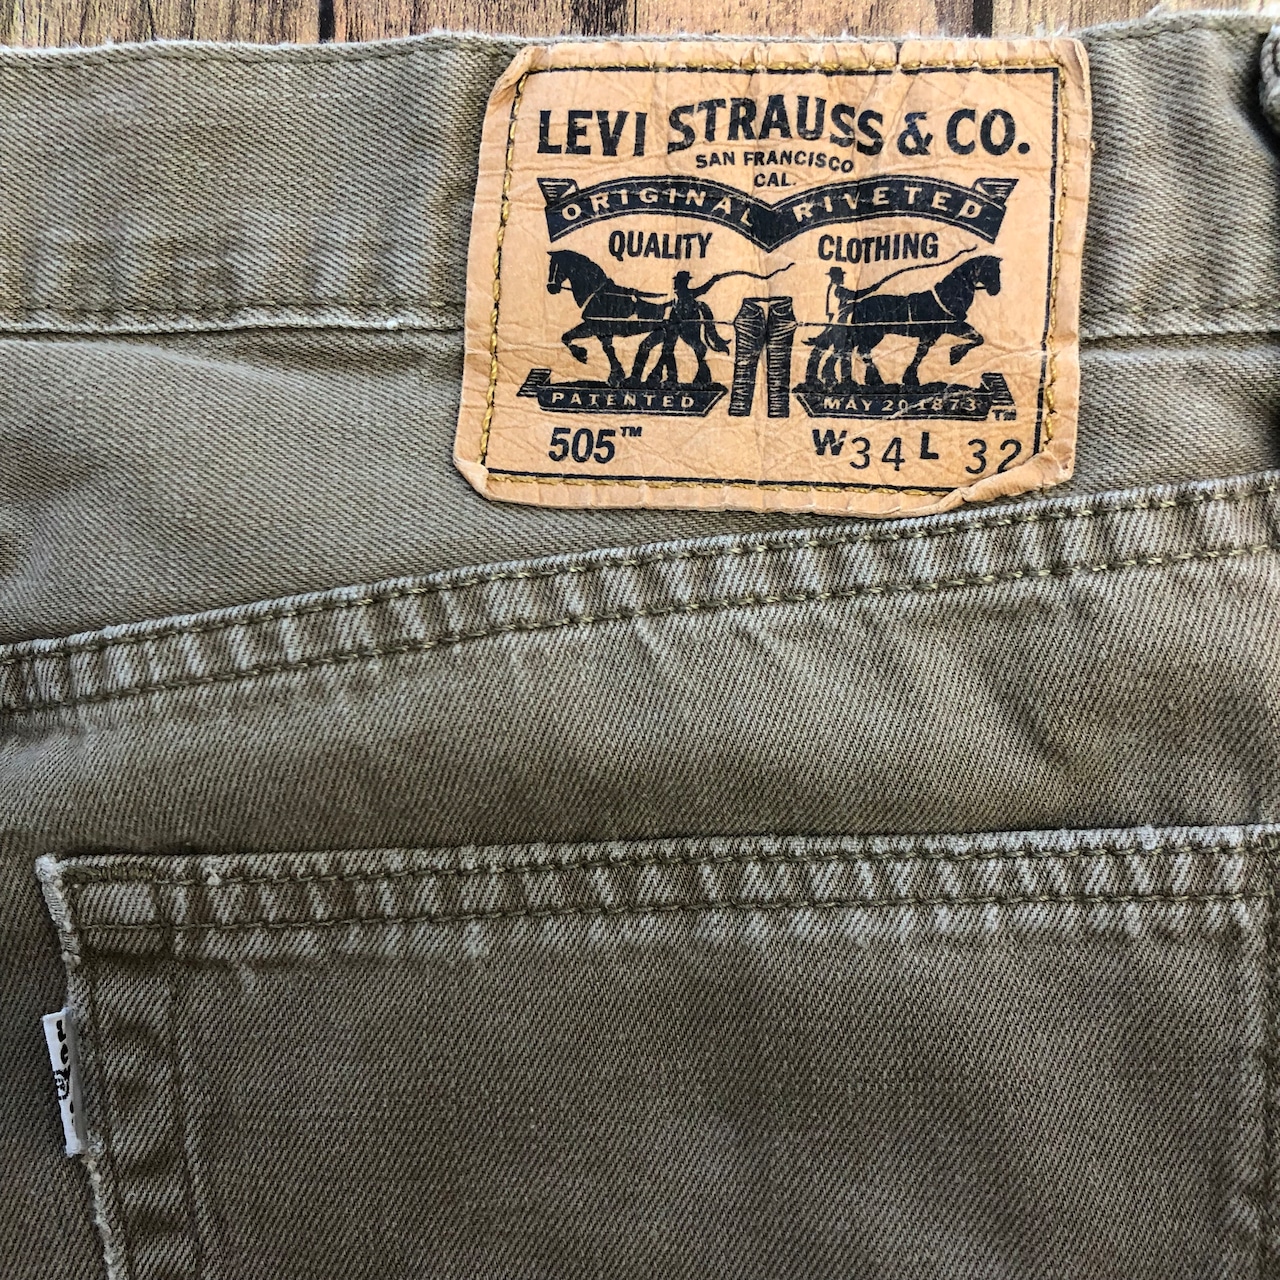 LEVI STRAUSS & CO.
SAN FRANCISCO
CAL.
ORIGINAL RIVETED
QUALITY CLOTHING
PATENTED MAY 20 1873 TM
505™ W34 L 32